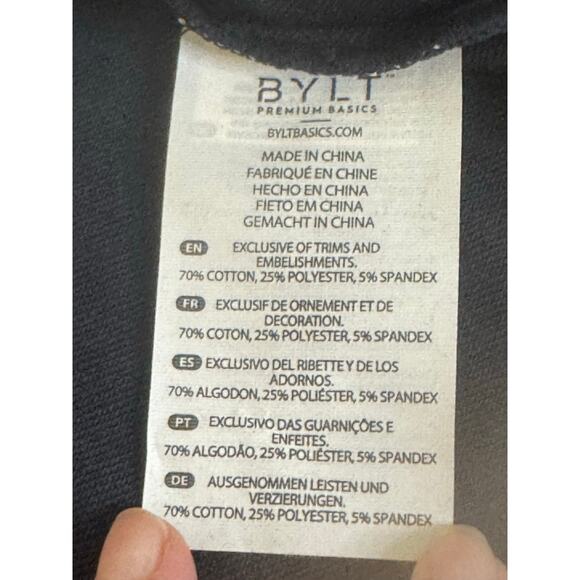 BYLT™
PREMIUM BASICS
BYLTBASICS.COM
MADE IN CHINA
FABRIQUÉ EN CHINE
HECHO EN CHINA
FIETO EM CHINA
GEMACHT IN CHINA
EN EXCLUSIVE OF TRIMS AND
EMBELISHMENTS.
70% COTTON, 25% POLYESTER, 5% SPANDEX
FR EXCLUSIF DE ORNEMENT ET DE
DECORATION.
70% COTON, 25% POLYESTER, 5% SPANDEX
ES EXCLUSIVO DEL RIBETTE Y DE LOS
ADORNOS.
70% ALGODON, 25% POLIÉSTER, 5% SPANDEX
PT EXCLUSIVO DAS GUARNIÇÕES E
ENFEITES.
70% ALGODÃO, 25% POLIÉSTER, 5% SPANDEX
DE AUSGENOMMEN LEISTEN UND
VERZIERUNGEN.
70% COTTON, 25% POLYESTER, 5% SPANDEX